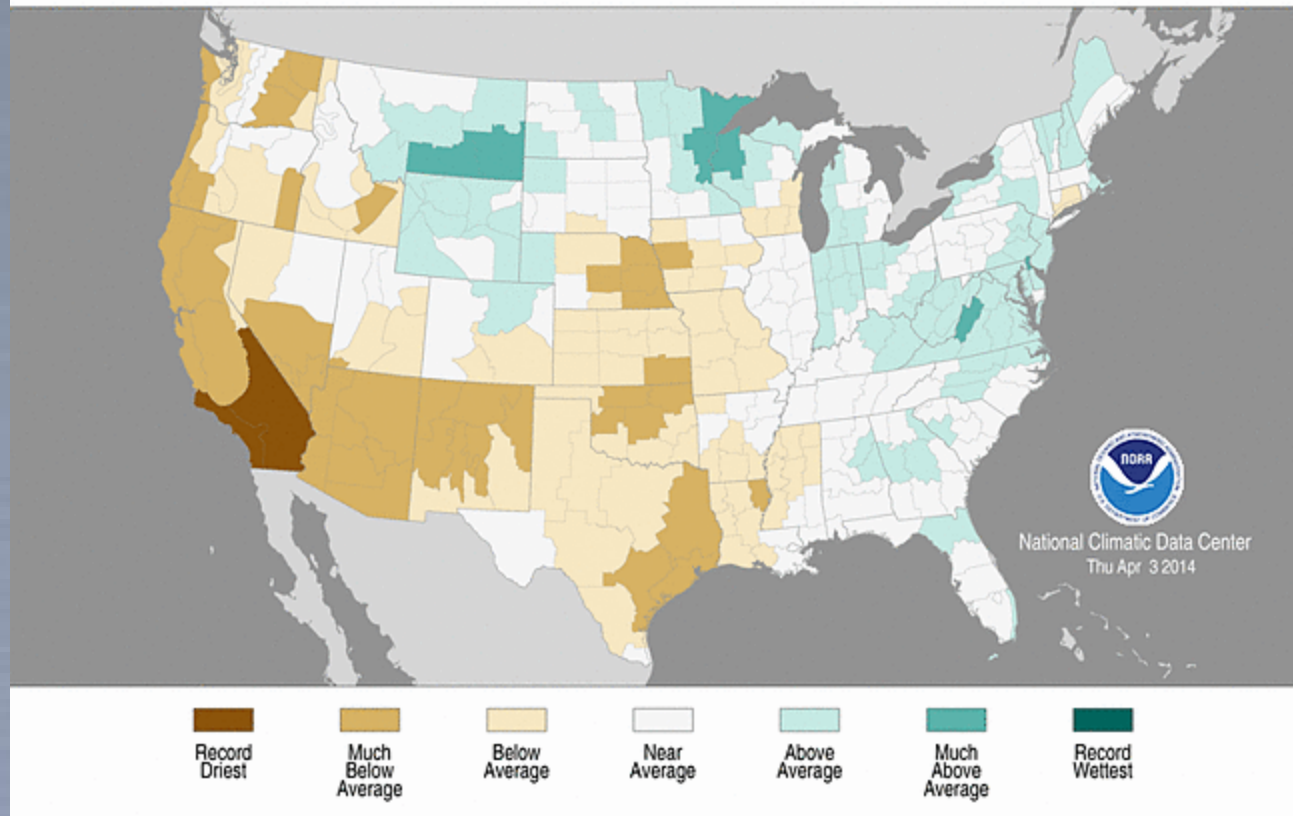 NOAA
National Climatic Data Center
Thu Apr 3 2014
Record
Driest
Much
Below
Average
Below
Average
Near
Average
Above
Average
Much
Above
Average
Record
Wettest